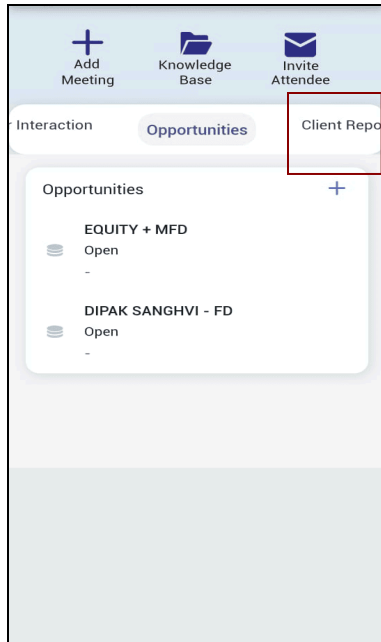 Add Meeting
Knowledge Base
Invite Attendee
r Interaction
Opportunities
Client Repo
Opportunities
EQUITY + MFD
Open
-
DIPAK SANGHVI - FD
Open
-